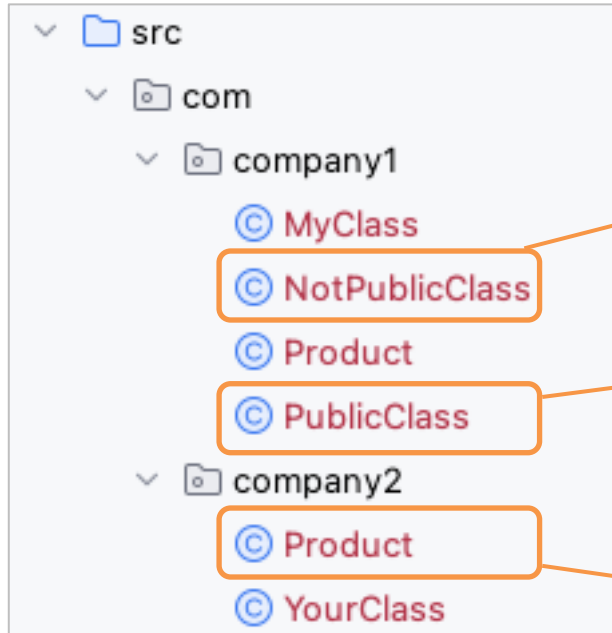 src
com
company1
MyClass
NotPublicClass
Product
PublicClass
company2
Product
YourClass